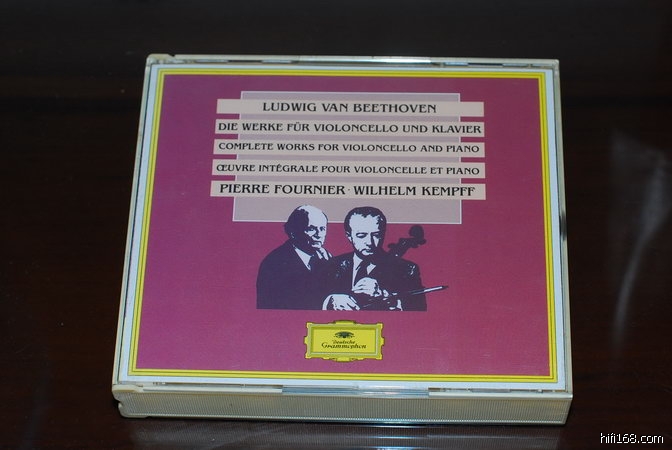 LUDWIG VAN BEETHOVEN
DIE WERKE FÜR VIOLONCELLO UND KLAVIER
COMPLETE WORKS FOR VIOLONCELLO AND PIANO
ŒUVRE INTÉGRALE POUR VIOLONCELLE ET PIANO
PIERRE FOURNIER · WILHELM KEMPFF
Deutsche
Grammophon
hifi168.com